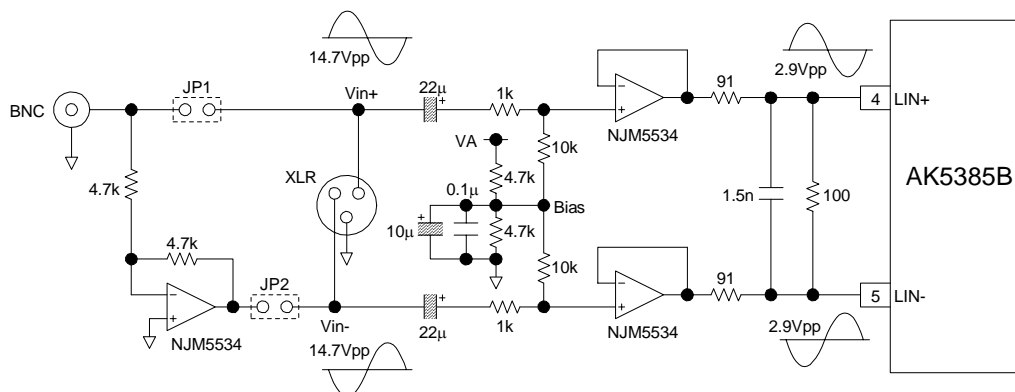 14.7Vpp
2.9Vpp
BNC
JP1
Vin+
22μ
+
1k
+
−
NJM5534
91
4
LIN+
10k
VA
4.7k
XLR
4.7k
0.1μ
+
10μ
4.7k
Bias
1.5n
100
AK5385B
4.7k
10k
91
−
+
NJM5534
JP2
Vin-
22μ
+
1k
+
−
NJM5534
5
LIN-
14.7Vpp
2.9Vpp